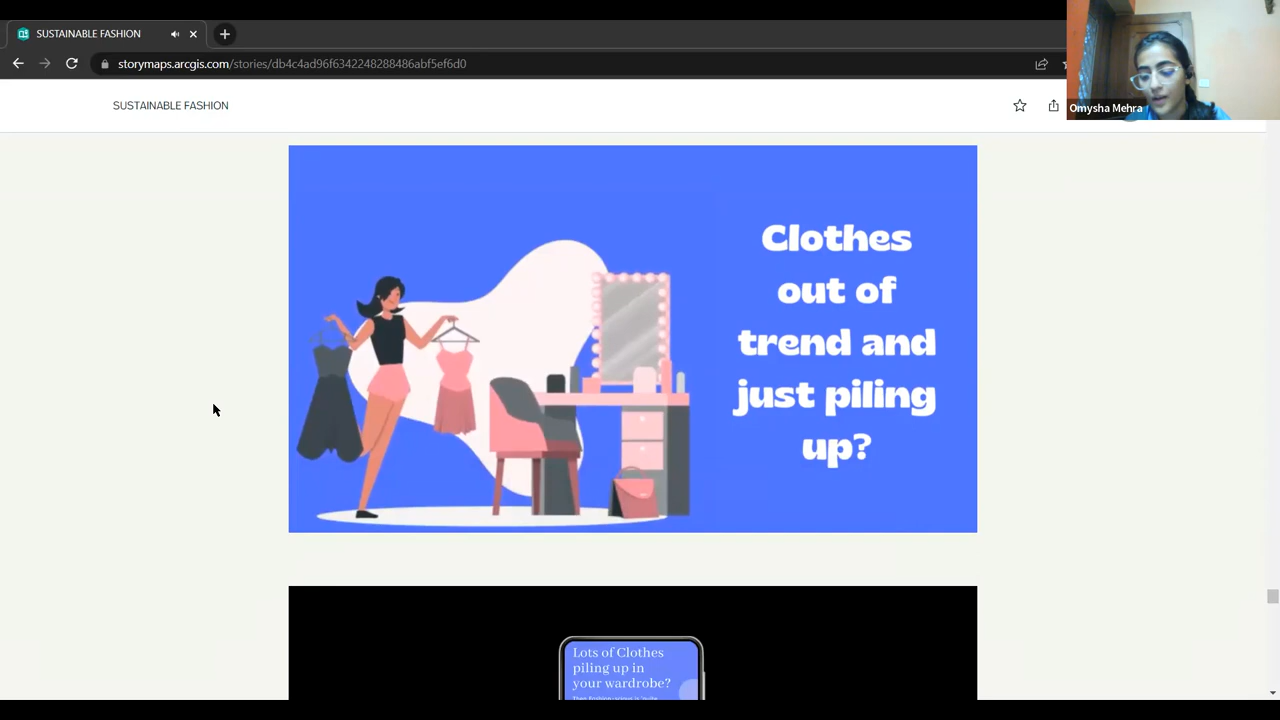 SUSTAINABLE FASHION
storymaps.arcgis.com/stories/db4c4ad96f6342248288486abf5ef6d0
Omysha Mehra
SUSTAINABLE FASHION
Clothes
out of
trend and
just piling
up?
Lots of Clothes
piling up in
your wardrobe?